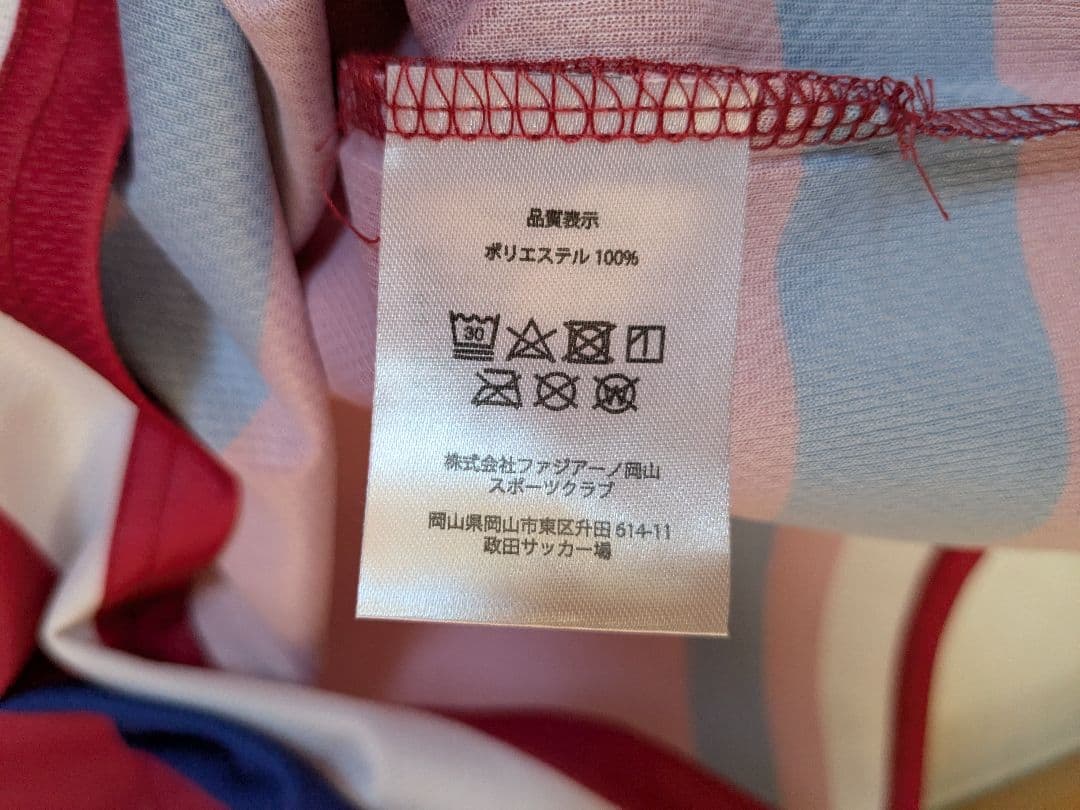 品質表示
ポリエステル 100%
30
W
株式会社ファジアーノ岡山
スポーツクラブ
岡山県岡山市東区升田 614-11
政田サッカー場